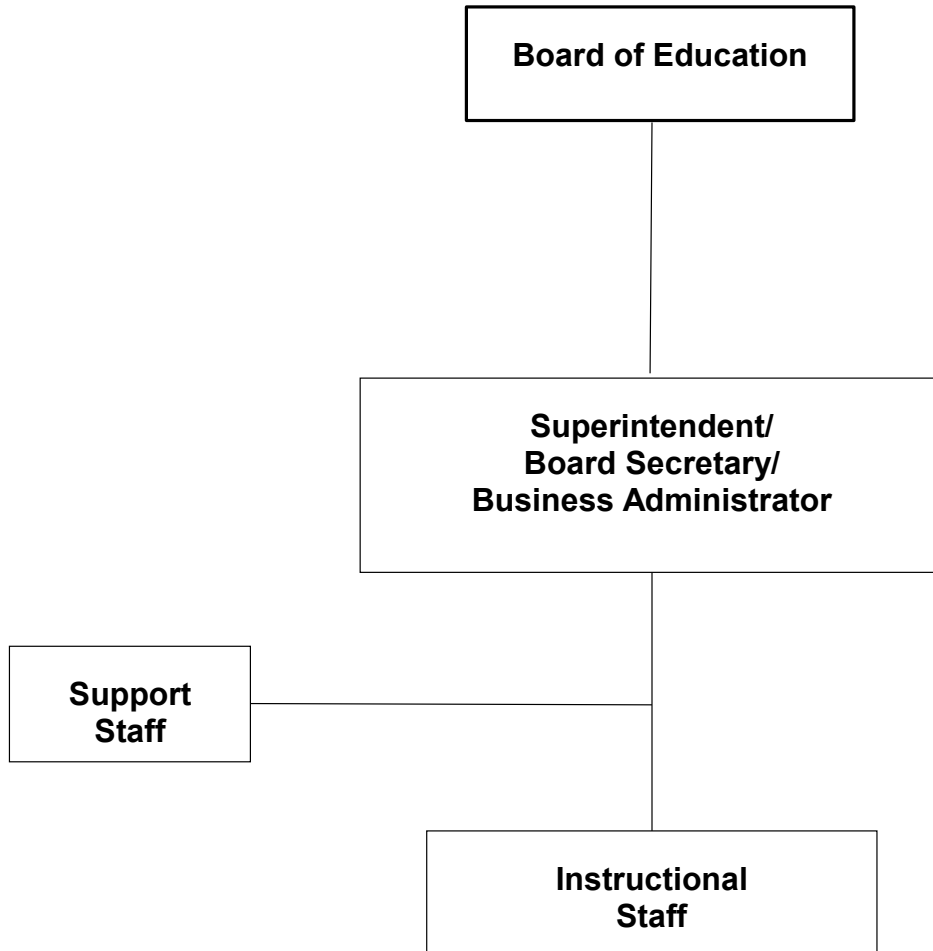 Board of Education
Superintendent/
Board Secretary/
Business Administrator
Support
Staff
Instructional
Staff